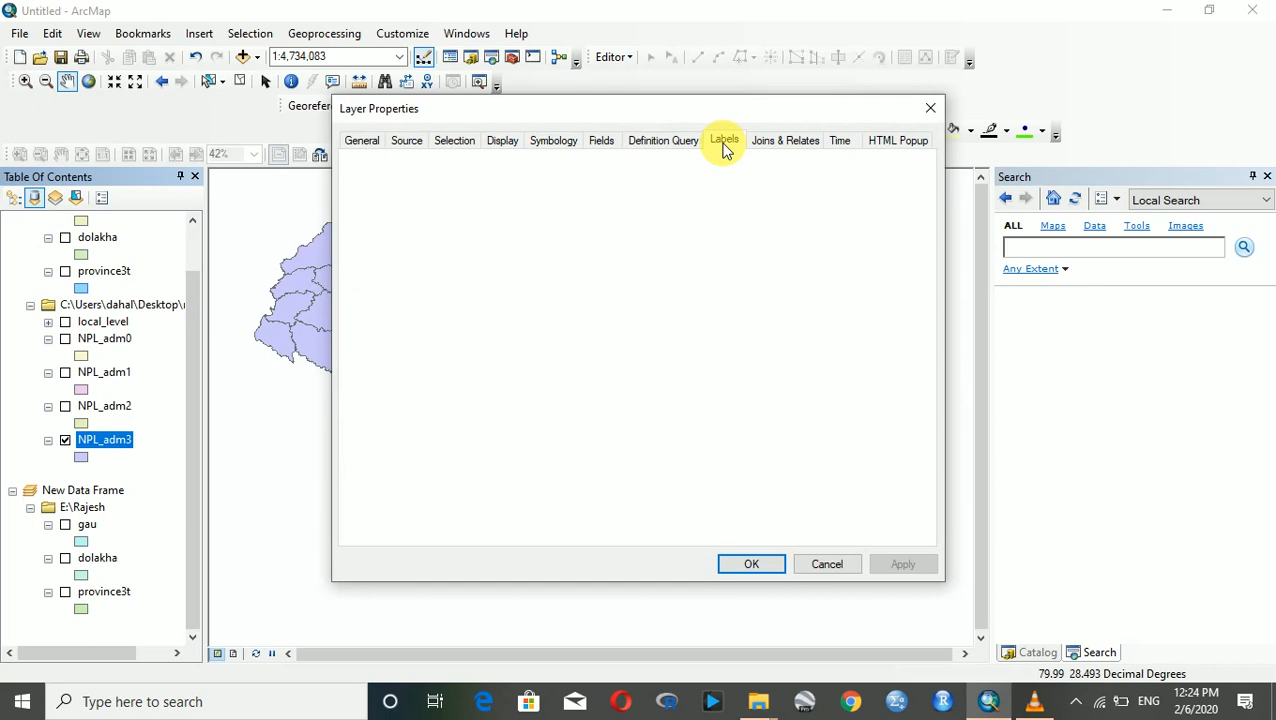 Untitled - ArcMap
File Edit View Bookmarks Insert Selection Geoprocessing Customize Windows Help
1:4,734,083
Editor
Layer Properties
General Source Selection Display Symbology Fields Definition Query Labels Joins & Relates Time HTML Popup
42%
Table Of Contents
Search
Local Search
ALL Maps Data Tools Images
Any Extent
dolakha
province3t
C:\Users\dahal\Desktop\
local_level
NPL_adm0
NPL_adm1
NPL_adm2
NPL_adm3
New Data Frame
E:\Rajesh
gau
dolakha
province3t
OK Cancel Apply
Catalog Search
79.99 28.493 Decimal Degrees
Type here to search
ENG
12:24 PM
2/6/2020